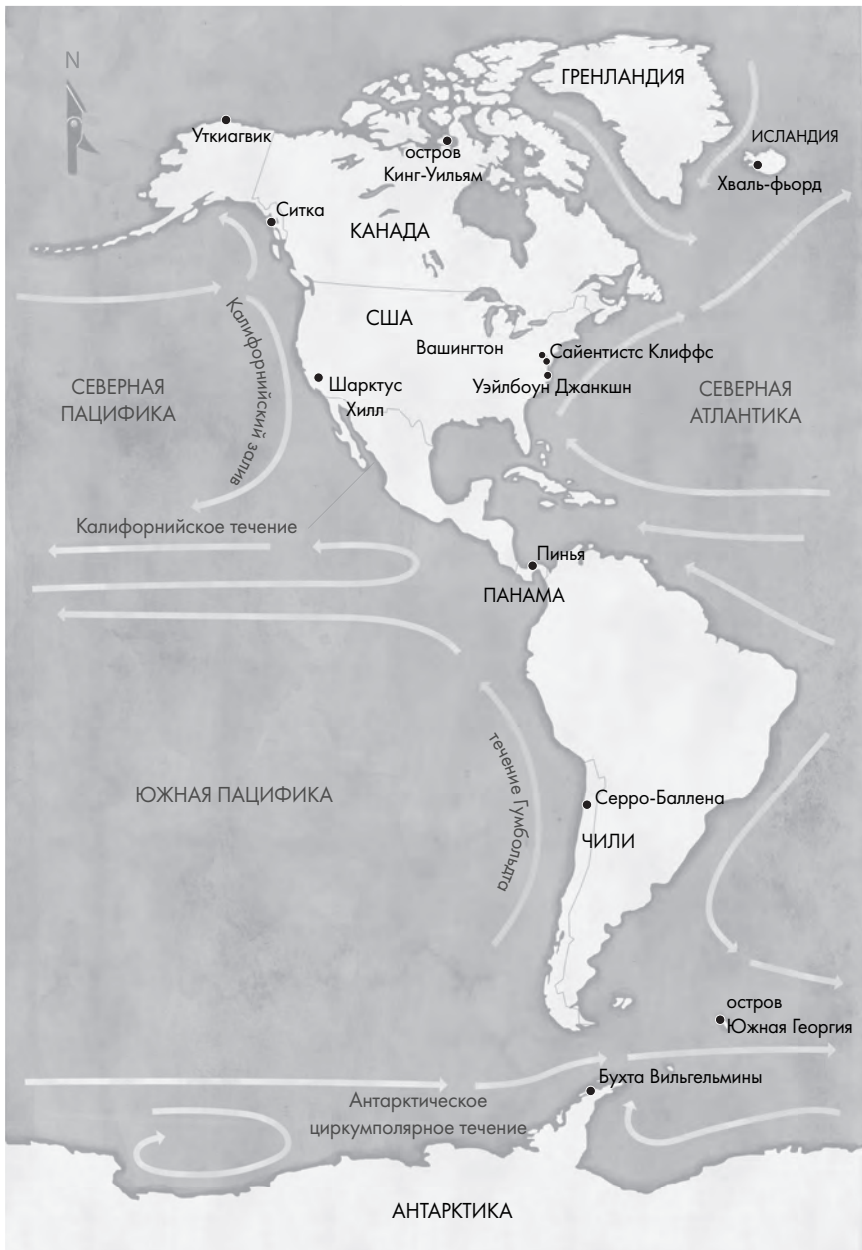 N
ГРЕНЛАНДИЯ
ИСЛАНДИЯ
Уткиагвик
остров
Кинг-Уильям
Хваль-фьорд
Ситка
КАНАДА
США
Вашингтон
Сайентистс Клиффс
Шарктус
Хилл
Уэйлбоун Джанкшн
СЕВЕРНАЯ
ПАЦИФИКА
Калифорнийский залив
СЕВЕРНАЯ
АТЛАНТИКА
Калифорнийское течение
Пинья
ПАНАМА
ЮЖНАЯ ПАЦИФИКА
течение Гумбольдта
Серро-Баллена
ЧИЛИ
остров
Южная Георгия
Бухта Вильгельмины
Антарктическое
циркумполярное течение
АНТАРКТИКА